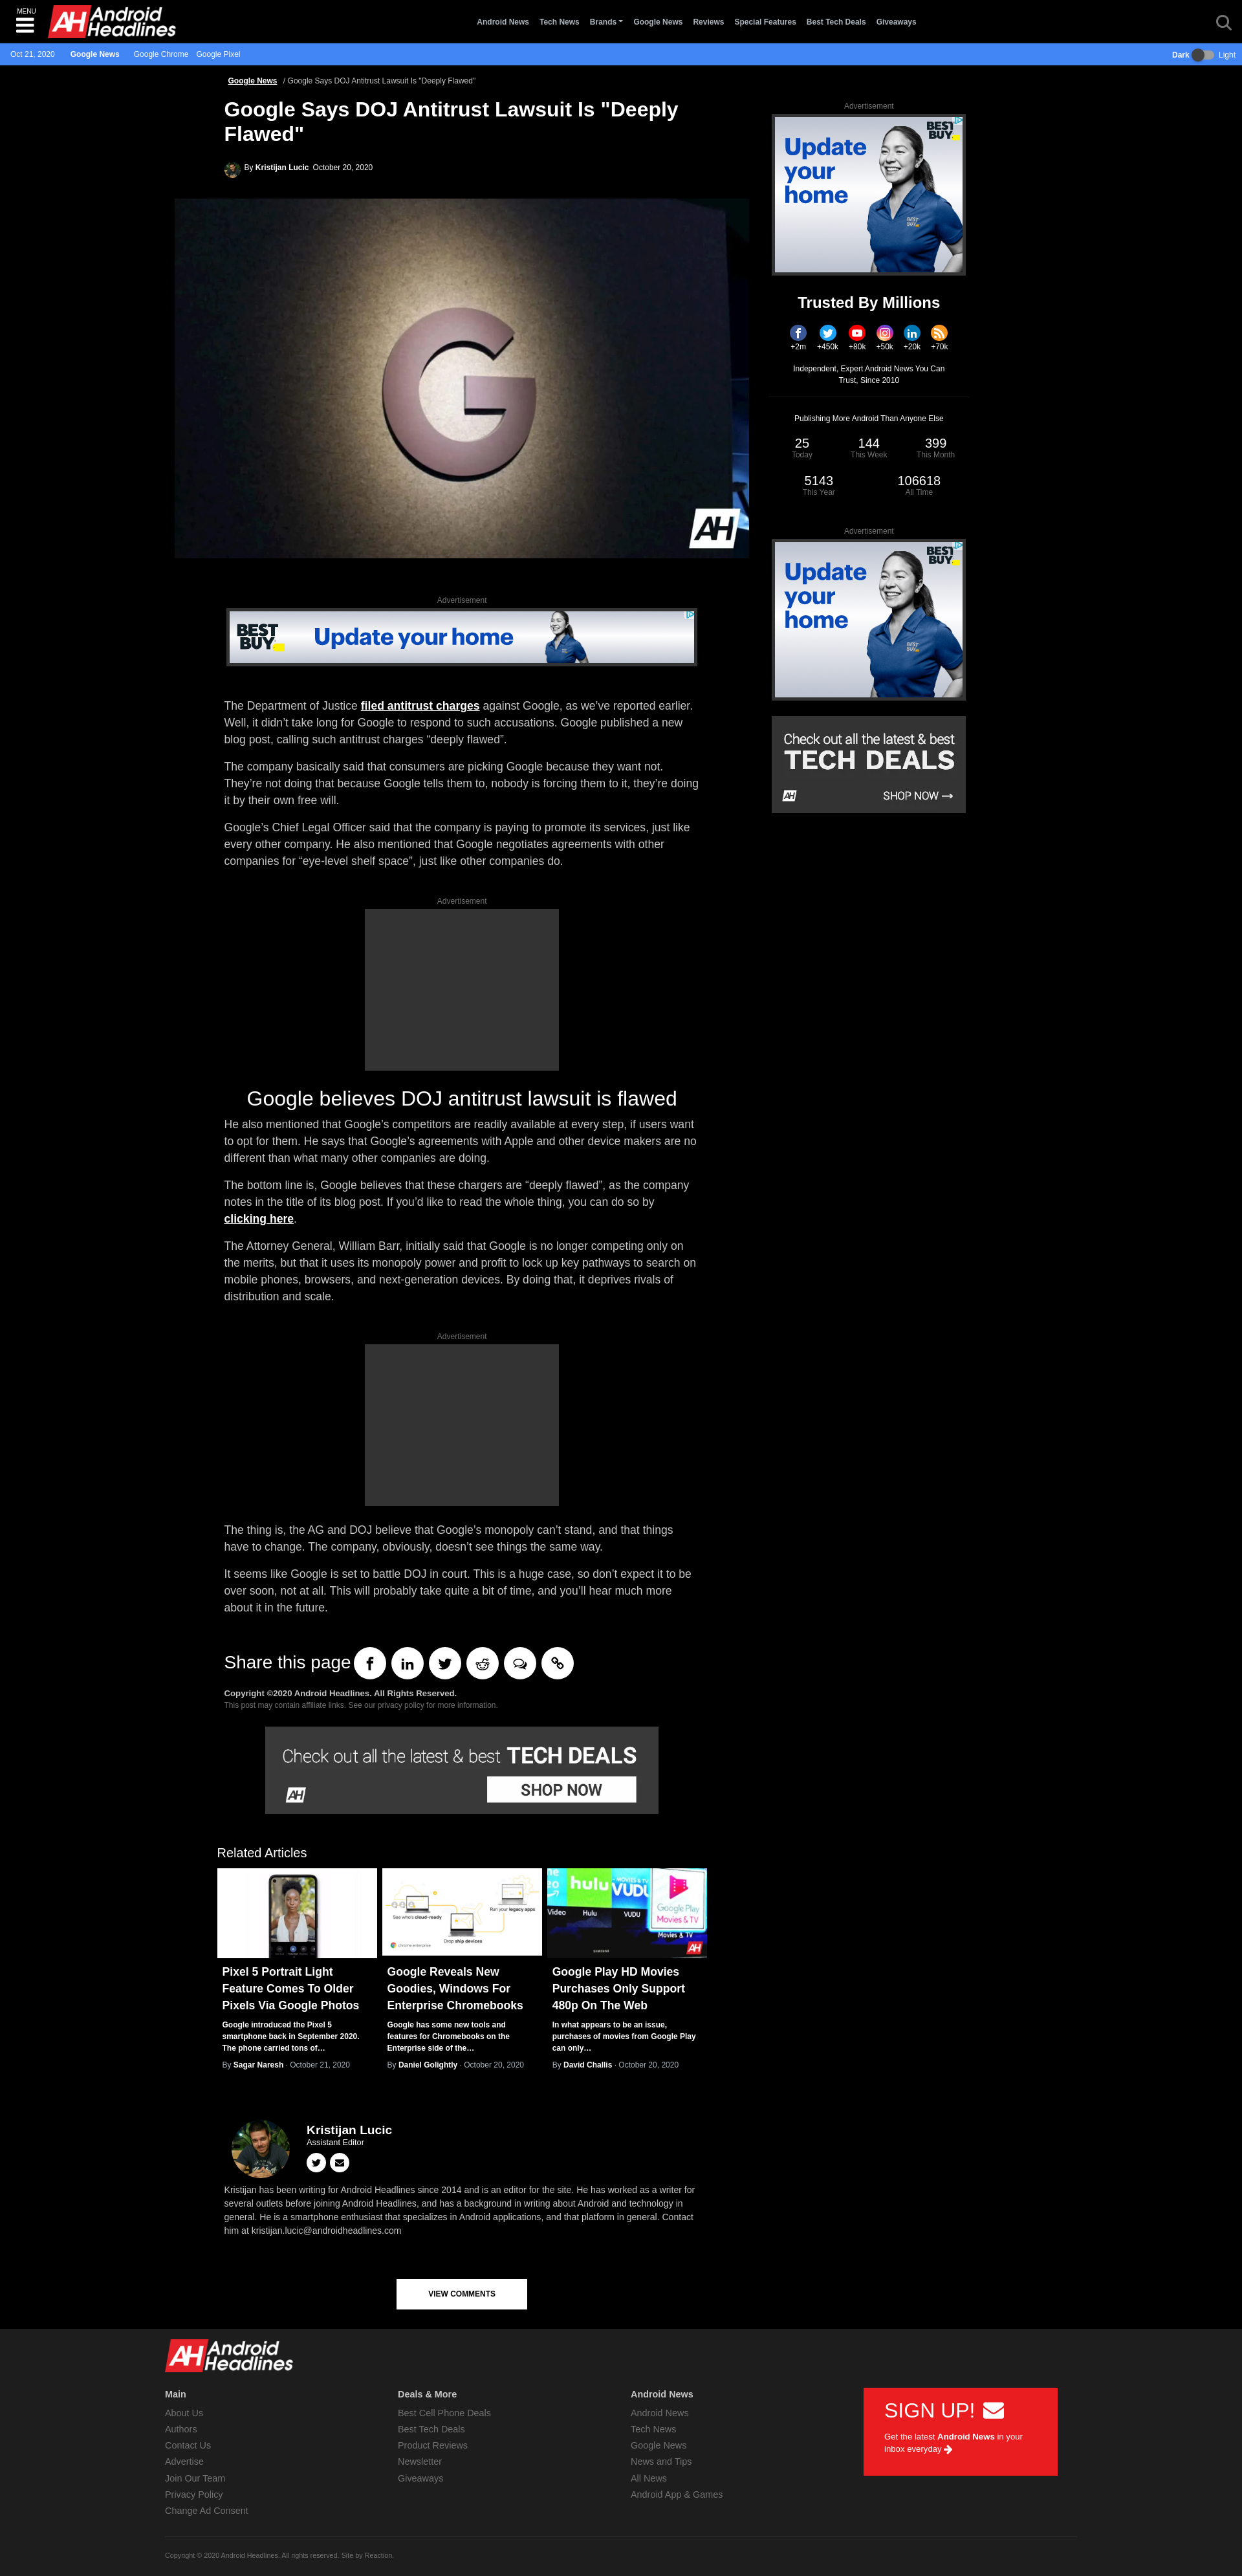 MENU
Android Headlines
Android News
Tech News
Brands
Google News
Reviews
Special Features
Best Tech Deals
Giveaways
Oct 21, 2020
Google News
Google Chrome
Google Pixel
Dark
Light
Google News / Google Says DOJ Antitrust Lawsuit Is "Deeply Flawed"
Google Says DOJ Antitrust Lawsuit Is "Deeply
Flawed"
By Kristijan Lucic October 20, 2020
G
AH
Advertisement
BEST
BUY
Update your home
The Department of Justice filed antitrust charges against Google, as we’ve reported earlier.
Well, it didn’t take long for Google to respond to such accusations. Google published a new
blog post, calling such antitrust charges “deeply flawed”.
The company basically said that consumers are picking Google because they want not.
They’re not doing that because Google tells them to, nobody is forcing them to it, they’re doing
it by their own free will.
Google’s Chief Legal Officer said that the company is paying to promote its services, just like
every other company. He also mentioned that Google negotiates agreements with other
companies for “eye-level shelf space”, just like other companies do.
Advertisement
Google believes DOJ antitrust lawsuit is flawed
He also mentioned that Google’s competitors are readily available at every step, if users want
to opt for them. He says that Google’s agreements with Apple and other device makers are no
different than what many other companies are doing.
The bottom line is, Google believes that these chargers are “deeply flawed”, as the company
notes in the title of its blog post. If you’d like to read the whole thing, you can do so by
clicking here.
The Attorney General, William Barr, initially said that Google is no longer competing only on
the merits, but that it uses its monopoly power and profit to lock up key pathways to search on
mobile phones, browsers, and next-generation devices. By doing that, it deprives rivals of
distribution and scale.
Advertisement
The thing is, the AG and DOJ believe that Google’s monopoly can’t stand, and that things
have to change. The company, obviously, doesn’t see things the same way.
It seems like Google is set to battle DOJ in court. This is a huge case, so don’t expect it to be
over soon, not at all. This will probably take quite a bit of time, and you’ll hear much more
about it in the future.
Share this page
Copyright ©2020 Android Headlines. All Rights Reserved.
This post may contain affiliate links. See our privacy policy for more information.
Check out all the latest & best TECH DEALS
AH
SHOP NOW
Advertisement
BEST
BUY
Update
your
home
Trusted By Millions
+2m
+450k
+80k
+50k
+20k
+70k
Independent, Expert Android News You Can
Trust, Since 2010
Publishing More Android Than Anyone Else
25
Today
144
This Week
399
This Month
5143
This Year
106618
All Time
Advertisement
BEST
BUY
Update
your
home
Check out all the latest & best
TECH DEALS
AH
SHOP NOW
Related Articles
See who's cloud-ready
Run your legacy apps
Drop ship devices
chrome enterprise
hulu
MOVIES & TV
VUDU
Google Play
Movies & TV
Video
Hulu
VUDU
Movies & TV
AH
Pixel 5 Portrait Light
Feature Comes To Older
Pixels Via Google Photos
Google introduced the Pixel 5
smartphone back in September 2020.
The phone carried tons of…
By Sagar Naresh · October 21, 2020
Google Reveals New
Goodies, Windows For
Enterprise Chromebooks
Google has some new tools and
features for Chromebooks on the
Enterprise side of the…
By Daniel Golightly · October 20, 2020
Google Play HD Movies
Purchases Only Support
480p On The Web
In what appears to be an issue,
purchases of movies from Google Play
can only…
By David Challis · October 20, 2020
Kristijan Lucic
Assistant Editor
Kristijan has been writing for Android Headlines since 2014 and is an editor for the site. He has worked as a writer for
several outlets before joining Android Headlines, and has a background in writing about Android and technology in
general. He is a smartphone enthusiast that specializes in Android applications, and that platform in general. Contact
him at kristijan.lucic@androidheadlines.com
VIEW COMMENTS
AH Android Headlines
Main
About Us
Authors
Contact Us
Advertise
Join Our Team
Privacy Policy
Change Ad Consent
Deals & More
Best Cell Phone Deals
Best Tech Deals
Product Reviews
Newsletter
Giveaways
Android News
Android News
Tech News
Google News
News and Tips
All News
Android App & Games
SIGN UP!
Get the latest Android News in your
inbox everyday
Copyright © 2020 Android Headlines. All rights reserved. Site by Reaction.